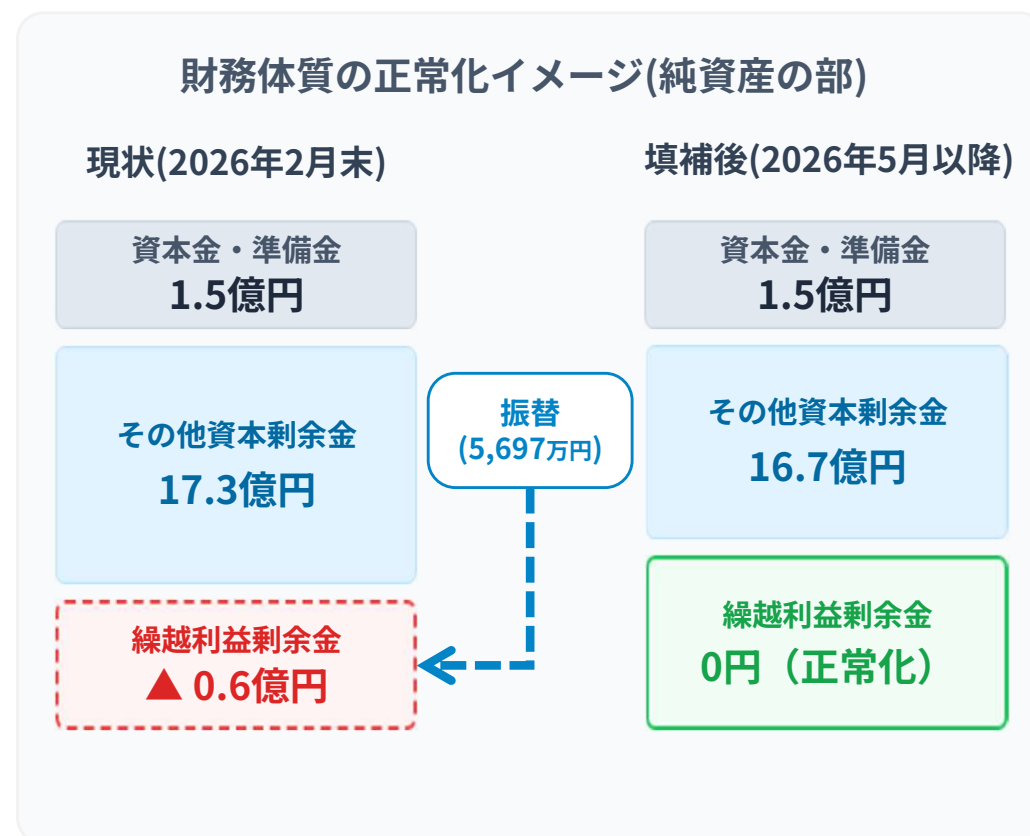 財務体質の正常化イメージ(純資産の部)
現状(2026年2月末)
資本金・準備金
1.5億円
その他資本剰余金
17.3億円
繰越利益剰余金
▲ 0.6億円
振替
(5,697万円)
填補後(2026年5月以降)
資本金・準備金
1.5億円
その他資本剰余金
16.7億円
繰越利益剰余金
0円（正常化）